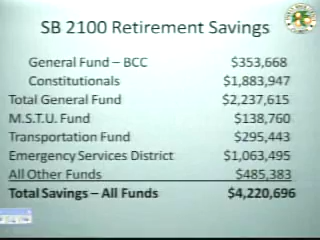 SB 2100 Retirement Savings
General Fund – BCC $353,668
Constitutionals $1,883,947
Total General Fund $2,237,615
M.S.T.U. Fund $138,760
Transportation Fund $295,443
Emergency Services District $1,063,495
All Other Funds $485,383
Total Savings – All Funds $4,220,696